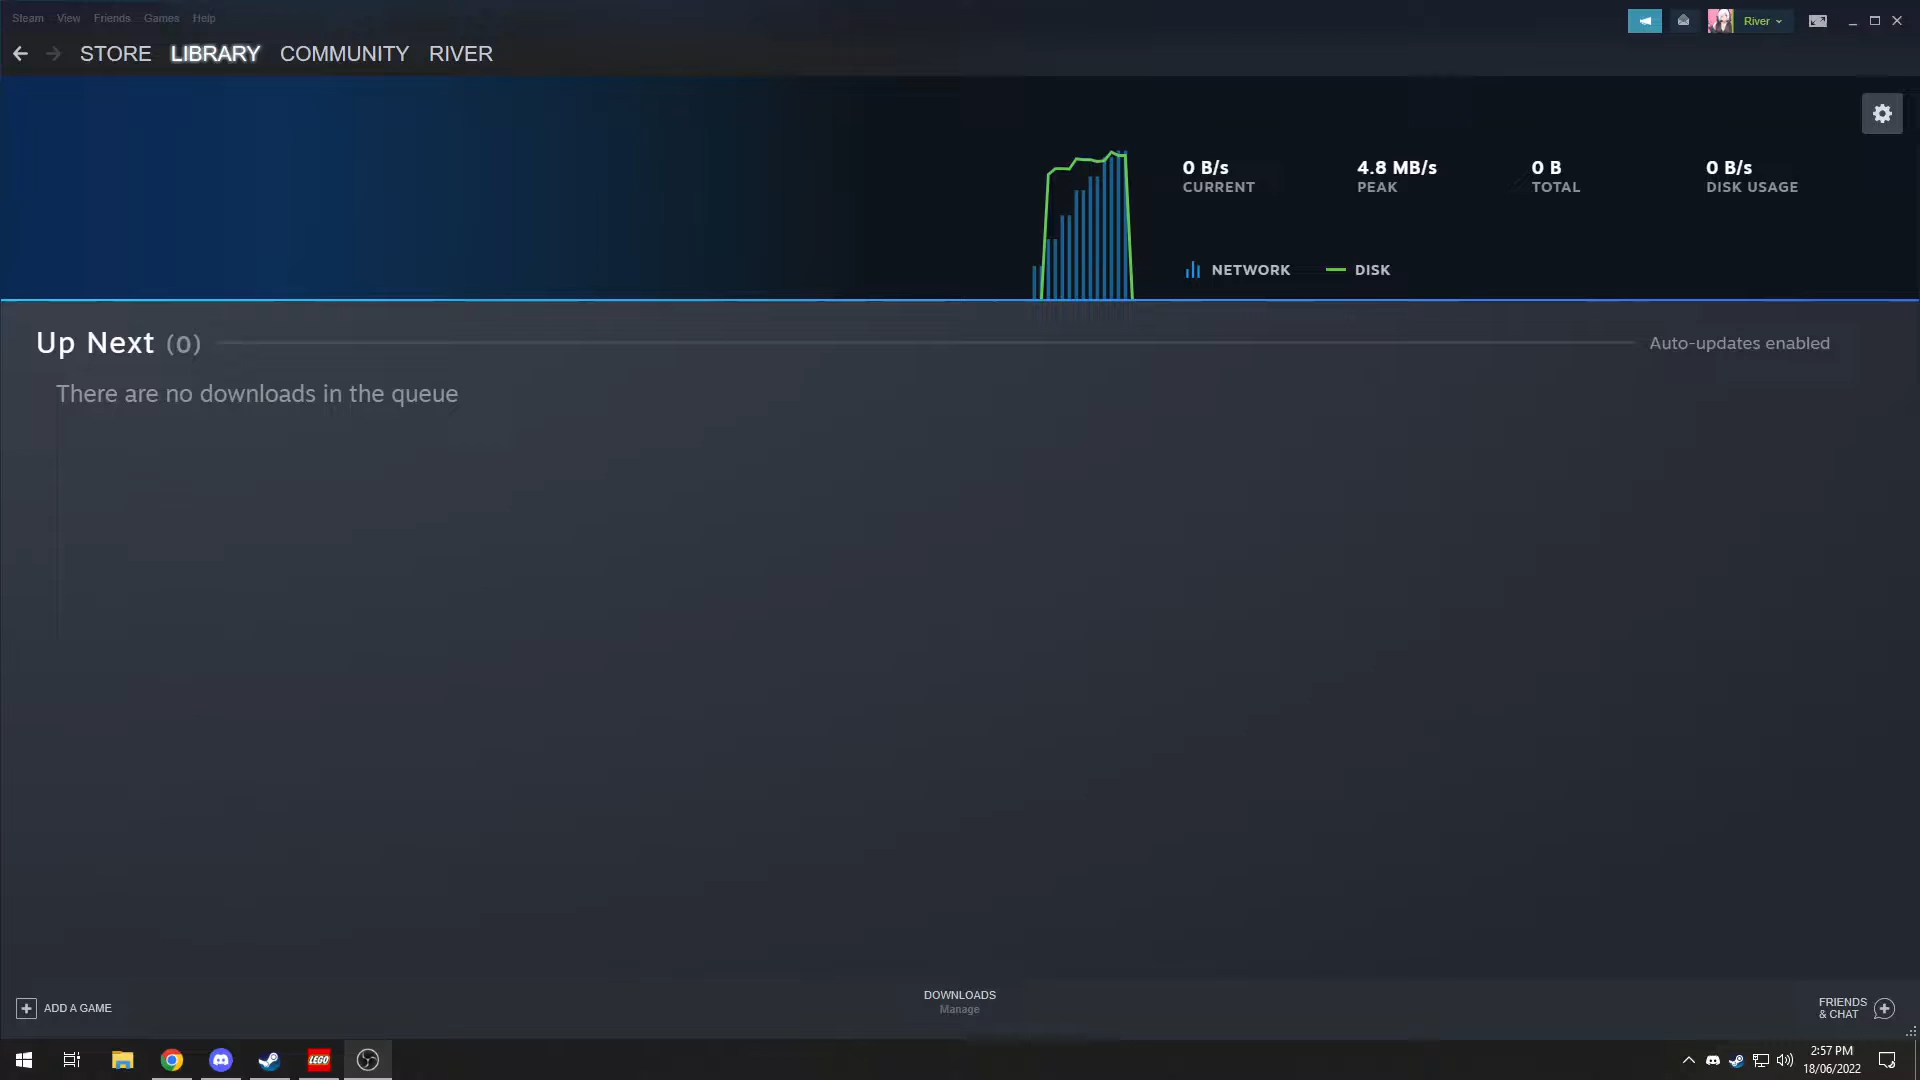 Steam View Friends Games Help
River
STORE LIBRARY COMMUNITY RIVER
0 B/s 4.8 MB/s 0 B 0 B/s
CURRENT PEAK TOTAL DISK USAGE
NETWORK DISK
Up Next (0) Auto-updates enabled
There are no downloads in the queue
ADD A GAME
DOWNLOADS
Manage
FRIENDS
& CHAT
LEGO
2:57 PM
18/06/2022